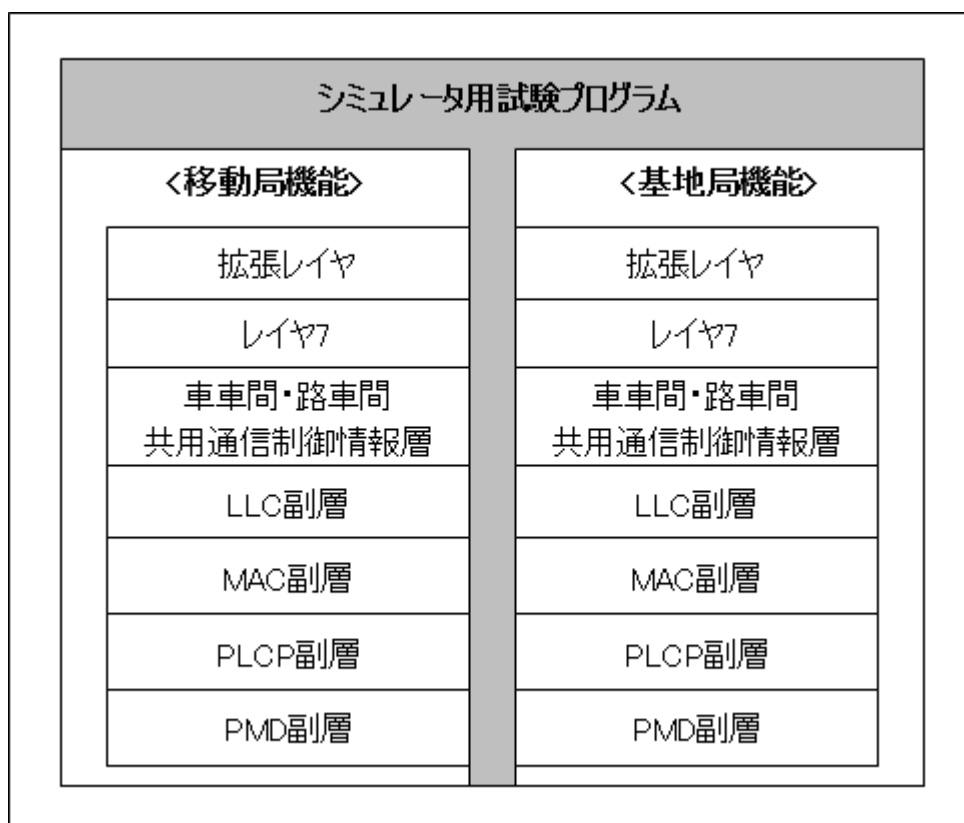 シミュレータ用試験プログラム
<移動局機能>
拡張レイヤ
レイヤ7
車車間・路車間
共用通信制御情報層
LLC副層
MAC副層
PLCP副層
PMD副層
<基地局機能>
拡張レイヤ
レイヤ7
車車間・路車間
共用通信制御情報層
LLC副層
MAC副層
PLCP副層
PMD副層